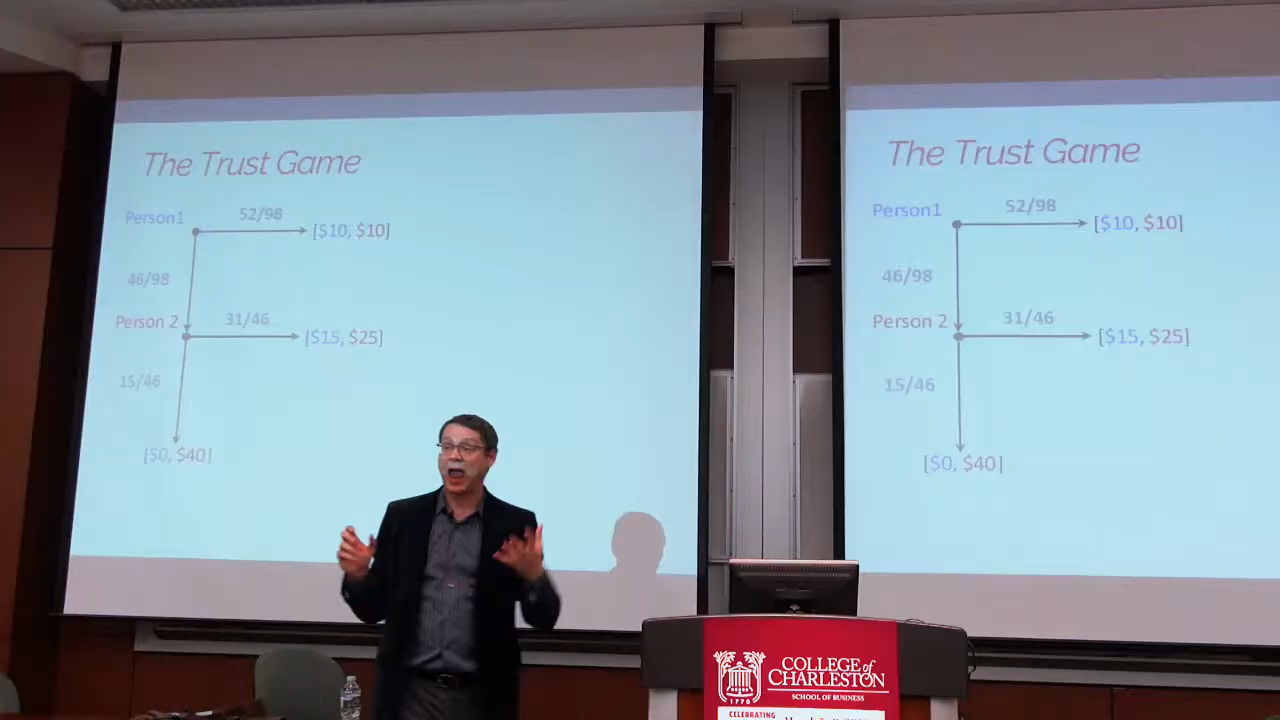 The Trust Game
Person1
52/98
[$10, $10]
46/98
Person 2
31/46
[$15, $25]
15/46
[$0, $40]
The Trust Game
Person1
52/98
[$10, $10]
46/98
Person 2
31/46
[$15, $25]
15/46
[$0, $40]
COLLEGE of
CHARLESTON
1770
SCHOOL OF BUSINESS
CELEBRATING